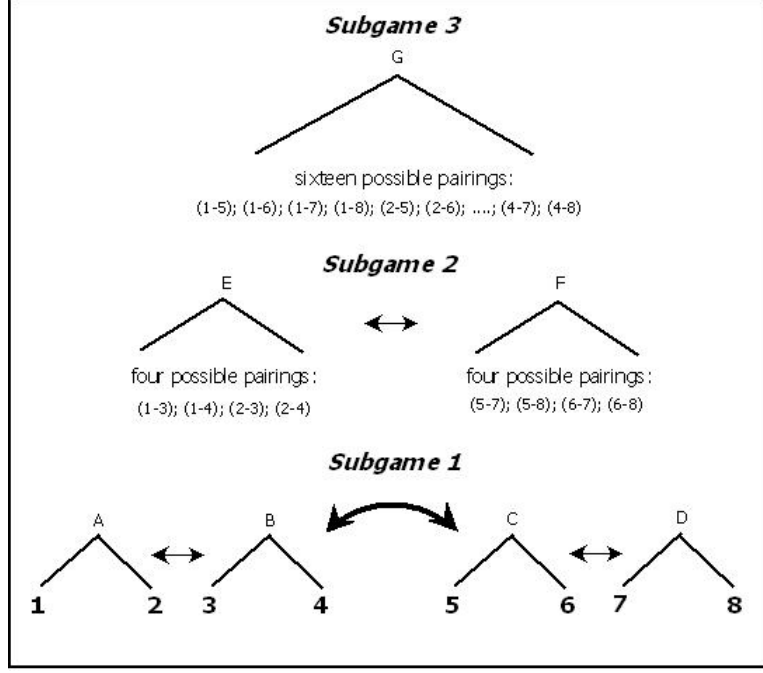 Subgame 3
G
sixteen possible pairings:
(1-5); (1-6); (1-7); (1-8); (2-5); (2-6); ....; (4-7); (4-8)
Subgame 2
E F
four possible pairings: four possible pairings:
(1-3); (1-4); (2-3); (2-4) (5-7); (5-8); (6-7); (6-8)
Subgame 1
A B C D
1 2 3 4 5 6 7 8